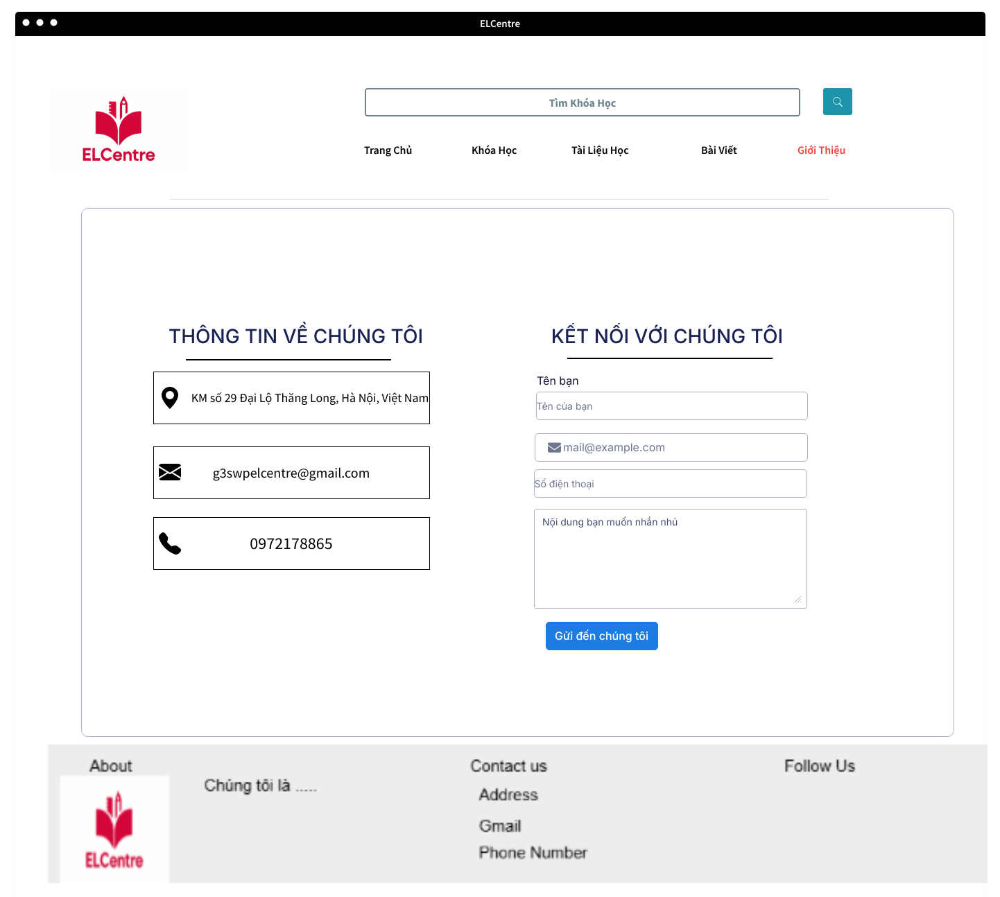 ELCentre
ELCentre
Tìm Khóa Học
Trang Chủ
Khóa Học
Tài Liệu Học
Bài Viết
Giới Thiệu
THÔNG TIN VỀ CHÚNG TÔI
KM số 29 Đại Lộ Thăng Long, Hà Nội, Việt Nam
g3swpelcentre@gmail.com
0972178865
KẾT NỐI VỚI CHÚNG TÔI
Tên bạn
Tên của bạn
mail@example.com
Số điện thoại
Nội dung bạn muốn nhắn nhủ
Gửi đến chúng tôi
About
ELCentre
Chúng tôi là .....
Contact us
Address
Gmail
Phone Number
Follow Us